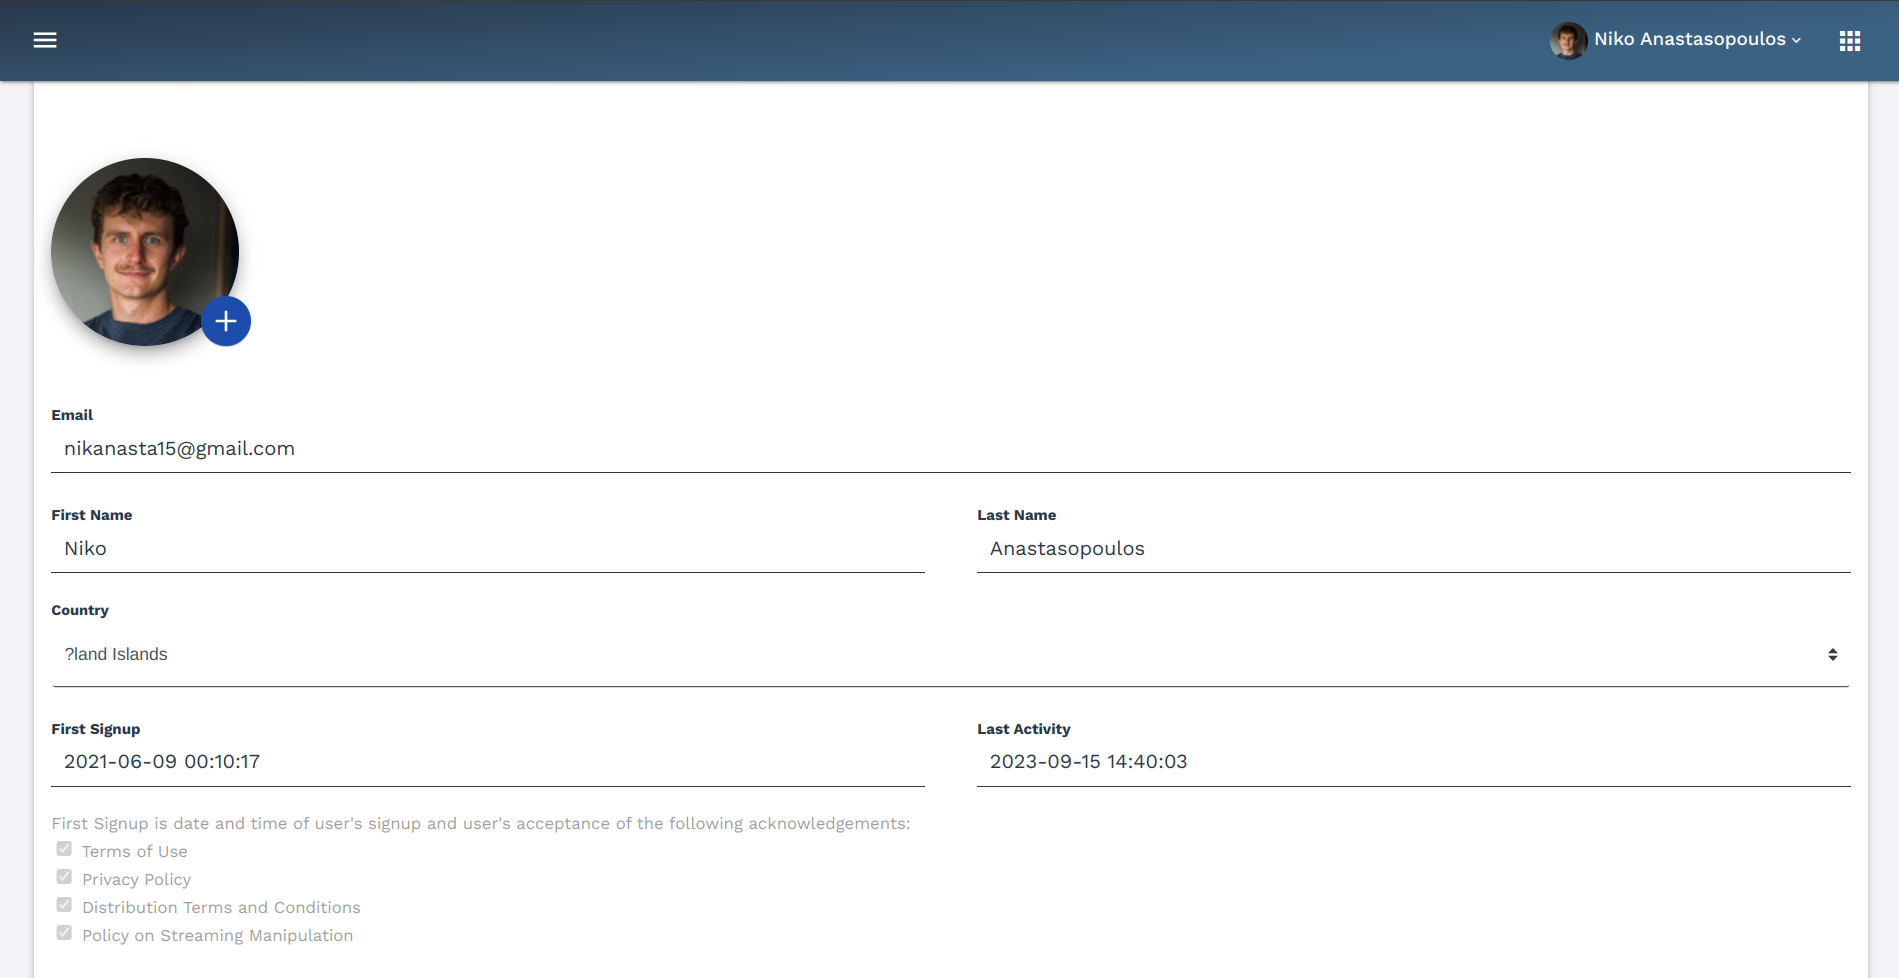 Niko Anastasopoulos
Email
nikanasta15@gmail.com
First Name
Niko
Last Name
Anastasopoulos
Country
?land Islands
First Signup
2021-06-09 00:10:17
Last Activity
2023-09-15 14:40:03
First Signup is date and time of user's signup and user's acceptance of the following acknowledgements:
Terms of Use
Privacy Policy
Distribution Terms and Conditions
Policy on Streaming Manipulation